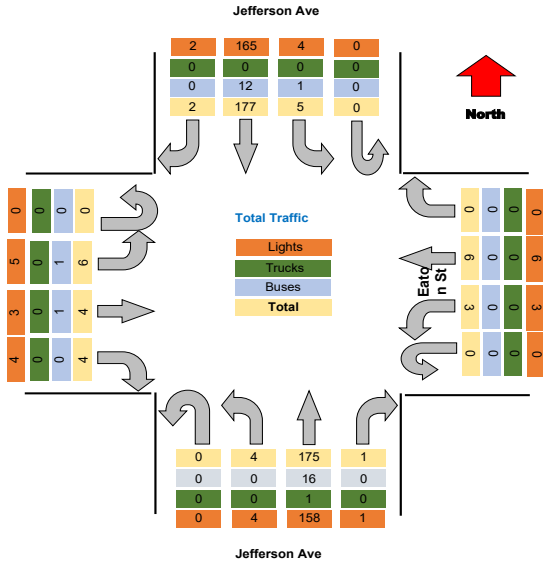 Jefferson Ave
2 165 4 0
0 0 0 0
0 12 1 0
2 177 5 0
North
0 0 0 0
5 0 1 6
3 0 1 4
4 0 0 4
Total Traffic
Lights
Trucks
Buses
Total
Eato
n St
0 0 0 0
6 0 0 6
3 0 0 3
0 0 0 0
0 4 175 1
0 0 16 0
0 0 1 0
0 4 158 1
Jefferson Ave